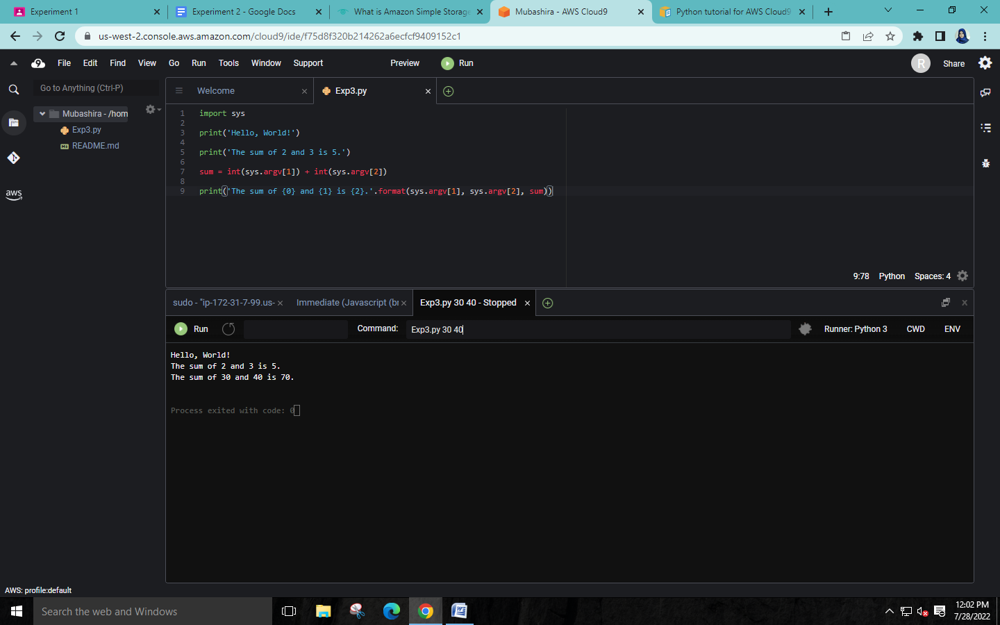 Experiment 1
Experiment 2 - Google Docs
What is Amazon Simple Storage
Mubashira - AWS Cloud9
Python tutorial for AWS Cloud9
us-west-2.console.aws.amazon.com/cloud9/ide/f75d8f320b214262a6ecfcf9409152c1
9 File Edit Find View Go Run Tools Window Support Preview Run R Share
Go to Anything (Ctrl-P)
Welcome
Exp3.py
Mubashira - /hom
Exp3.py
README.md
aws
1 import sys
2
3 print('Hello, World!')
4
5 print('The sum of 2 and 3 is 5.')
6
7 sum = int(sys.argv[1]) + int(sys.argv[2])
8
9 print('The sum of {0} and {1} is {2}.'.format(sys.argv[1], sys.argv[2], sum))
9:78 Python Spaces: 4
sudo - "ip-172-31-7-99.us-
Immediate (Javascript (br
Exp3.py 30 40 - Stopped
Run Command: Exp3.py 30 40 Runner: Python 3 CWD ENV
Hello, World!
The sum of 2 and 3 is 5.
The sum of 30 and 40 is 70.
Process exited with code: 0
AWS: profile:default
Search the web and Windows
12:02 PM
7/28/2022